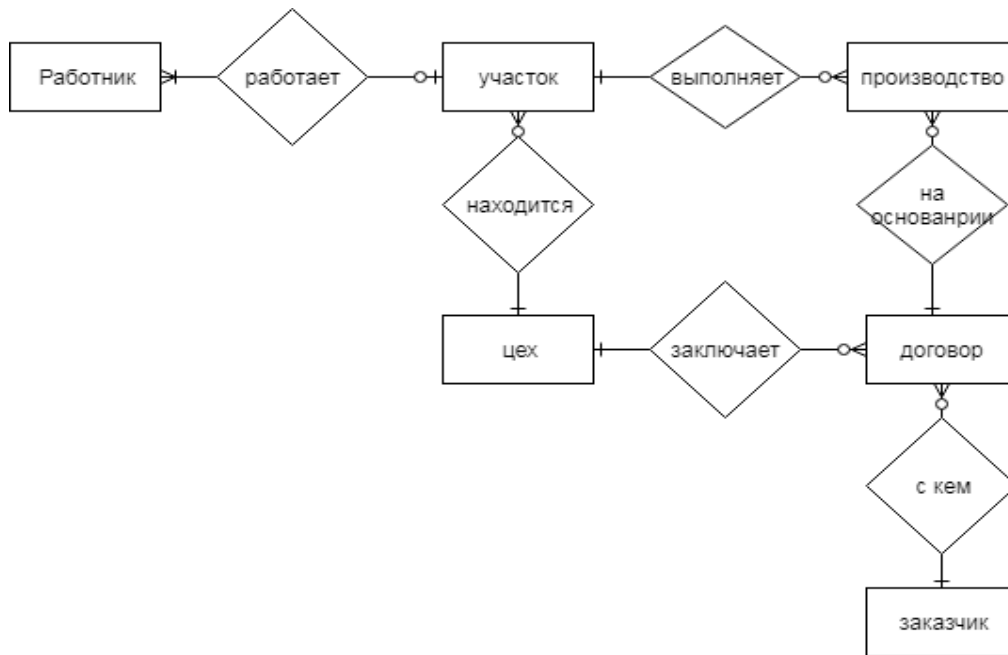 Работник
работает
участок
выполняет
производство
находится
на
основанрии
цех
заключает
договор
с кем
заказчик